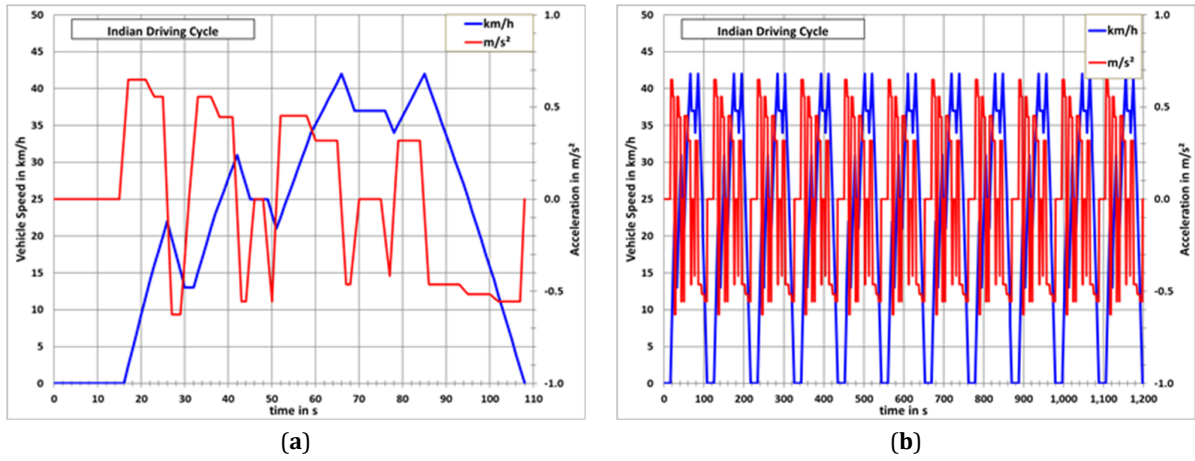 Indian Driving Cycle
km/h
m/s²
Vehicle Speed in km/h
50
45
40
35
30
25
20
15
10
5
0
1.0
0.5
0.0
-0.5
-1.0
Acceleration in m/s²
0 10 20 30 40 50 60 70 80 90 100 110
time in s
(a)
Indian Driving Cycle
km/h
m/s²
Vehicle Speed in km/h
50
45
40
35
30
25
20
15
10
5
0
1.0
0.5
0.0
-0.5
-1.0
Acceleration in m/s²
0 100 200 300 400 500 600 700 800 900 1,000 1,100 1,200
time in s
(b)